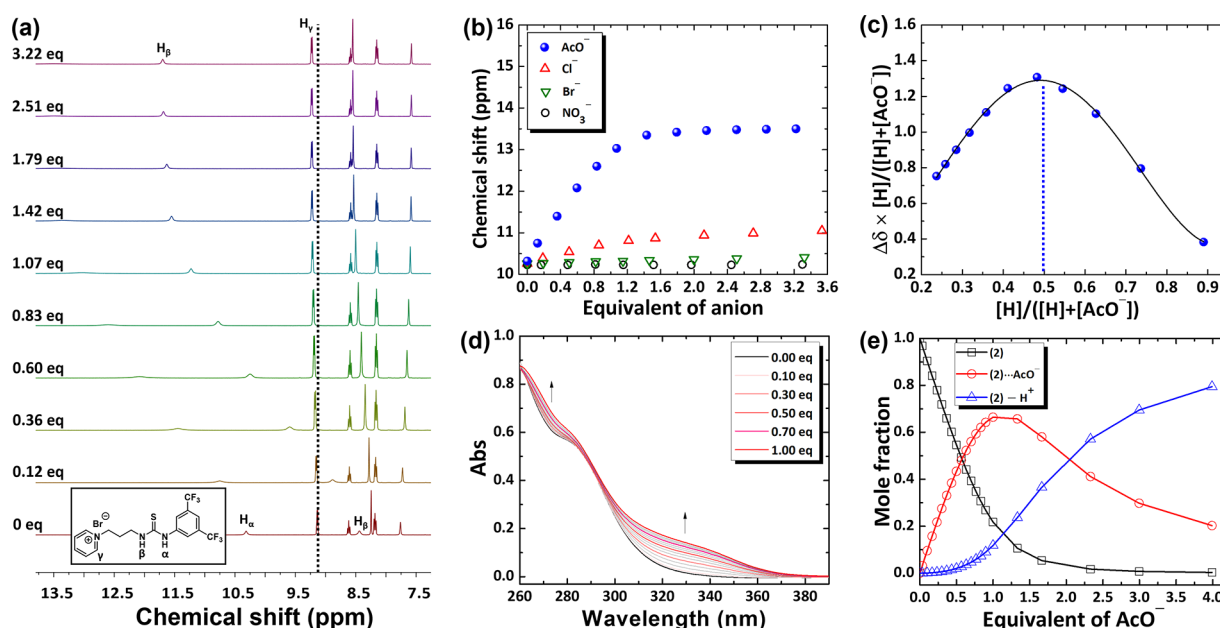 (a)
Hβ
Hγ
3.22 eq
2.51 eq
1.79 eq
1.42 eq
1.07 eq
0.83 eq
0.60 eq
0.36 eq
0.12 eq
0 eq
Hα
Hβ
Br⁻
N
+
γ
S
N
H
β
N
H
α
CF₃
CF₃
13.5 12.5 11.5 10.5 9.5 8.5 7.5
Chemical shift (ppm)
(b)
16
15
14
13
12
11
10
Chemical shift (ppm)
AcO⁻
Cl⁻
Br⁻
NO₃⁻
0.0 0.4 0.8 1.2 1.6 2.0 2.4 2.8 3.2 3.6
Equivalent of anion
(c)
1.6
1.4
1.2
1.0
0.8
0.6
0.4
0.2
Δδ × [H]/([H]+[AcO⁻])
0.2 0.3 0.4 0.5 0.6 0.7 0.8 0.9
[H]/([H]+[AcO⁻])
(d)
1.0
0.8
0.6
0.4
0.2
0.0
Abs
0.00 eq
0.10 eq
0.30 eq
0.50 eq
0.70 eq
1.00 eq
260 280 300 320 340 360 380
Wavelength (nm)
(e)
1.0
0.8
0.6
0.4
0.2
0.0
Mole fraction
(2)
(2)···AcO⁻
(2) — H⁺
0.0 0.5 1.0 1.5 2.0 2.5 3.0 3.5 4.0
Equivalent of AcO⁻